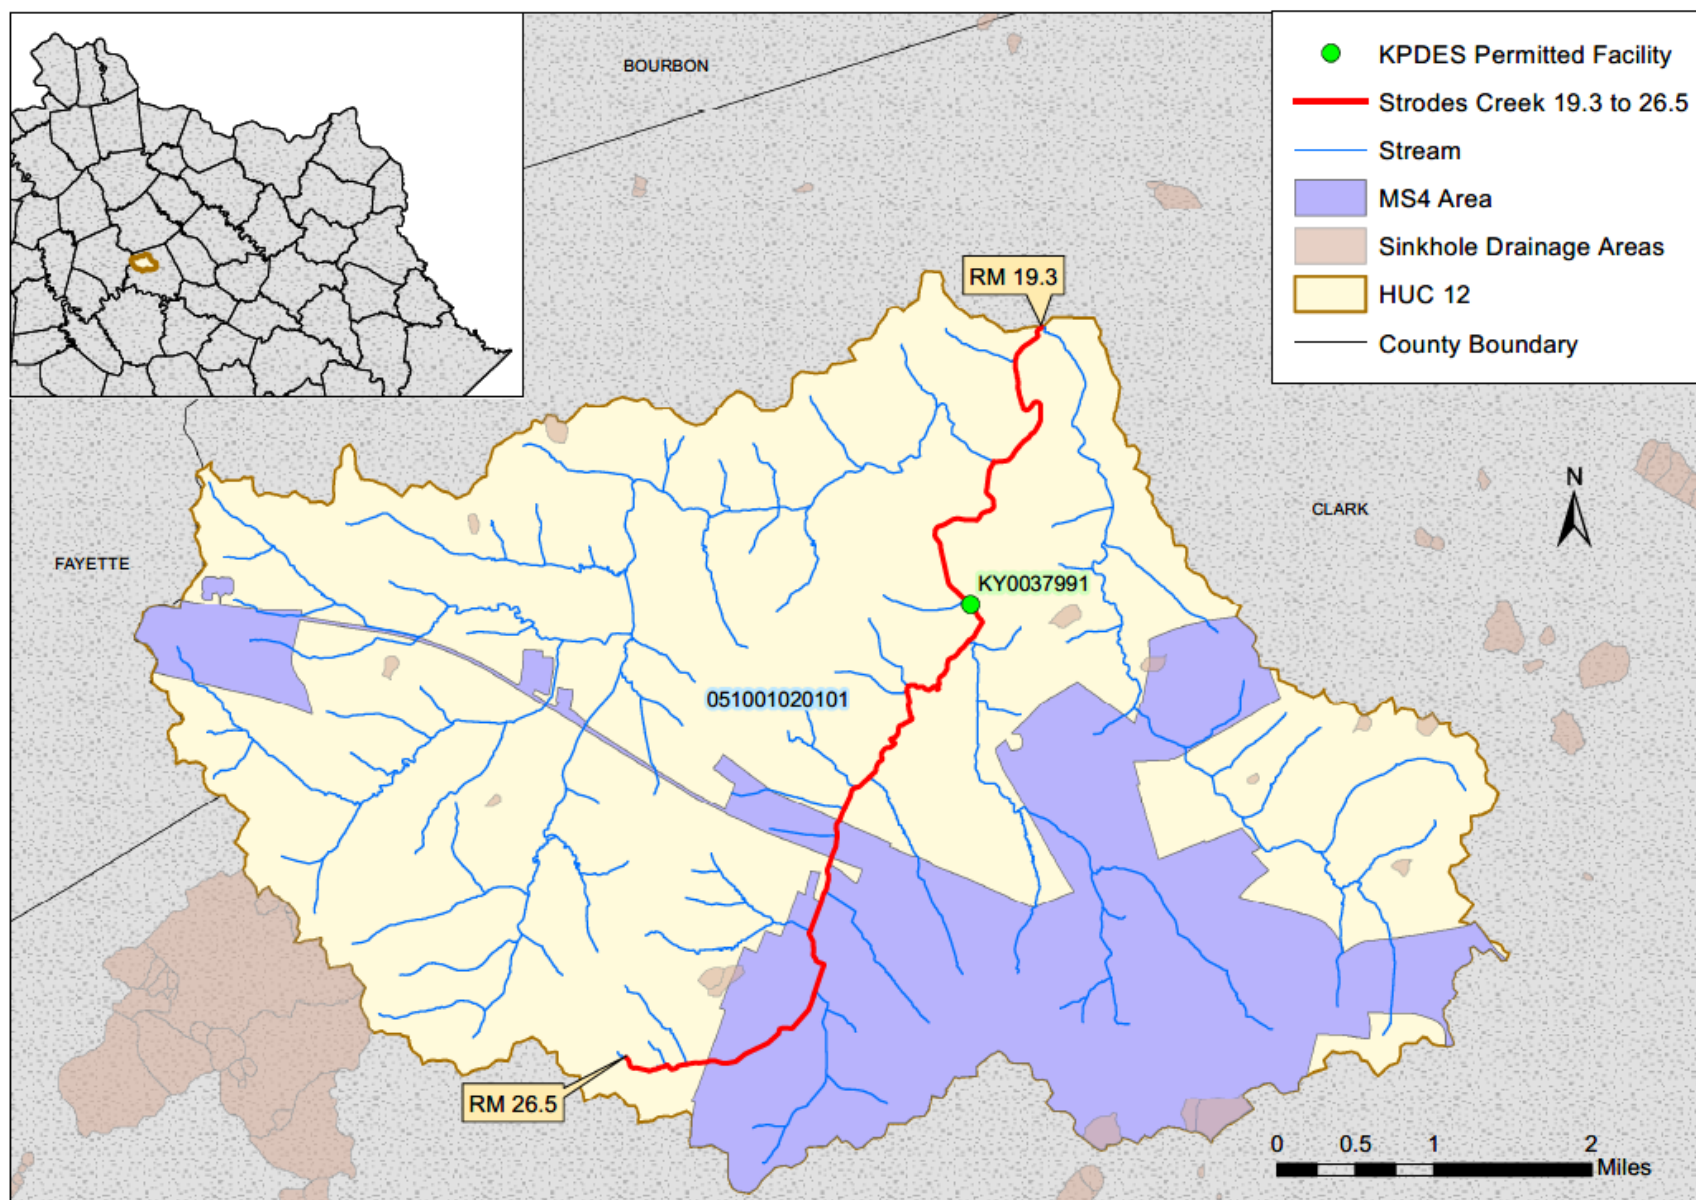 BOURBON
KPDES Permitted Facility
Strodes Creek 19.3 to 26.5
Stream
MS4 Area
Sinkhole Drainage Areas
HUC 12
County Boundary
RM 19.3
N
CLARK
FAYETTE
KY0037991
051001020101
RM 26.5
0 0.5 1 2
Miles